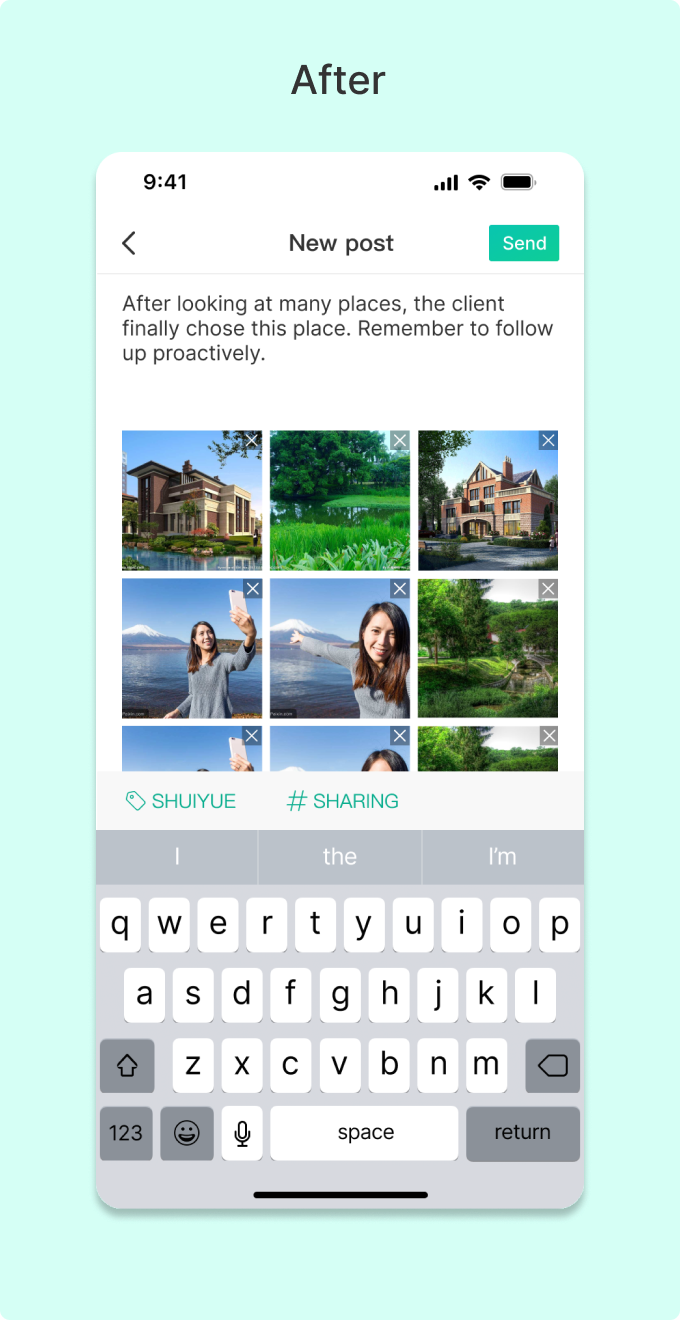 After
9:41
New post
Send
After looking at many places, the client
finally chose this place. Remember to follow
up proactively.
SHUIYUE
# SHARING
I
the
I’m
q w e r t y u i o p
a s d f g h j k l
z x c v b n m
123
space
return